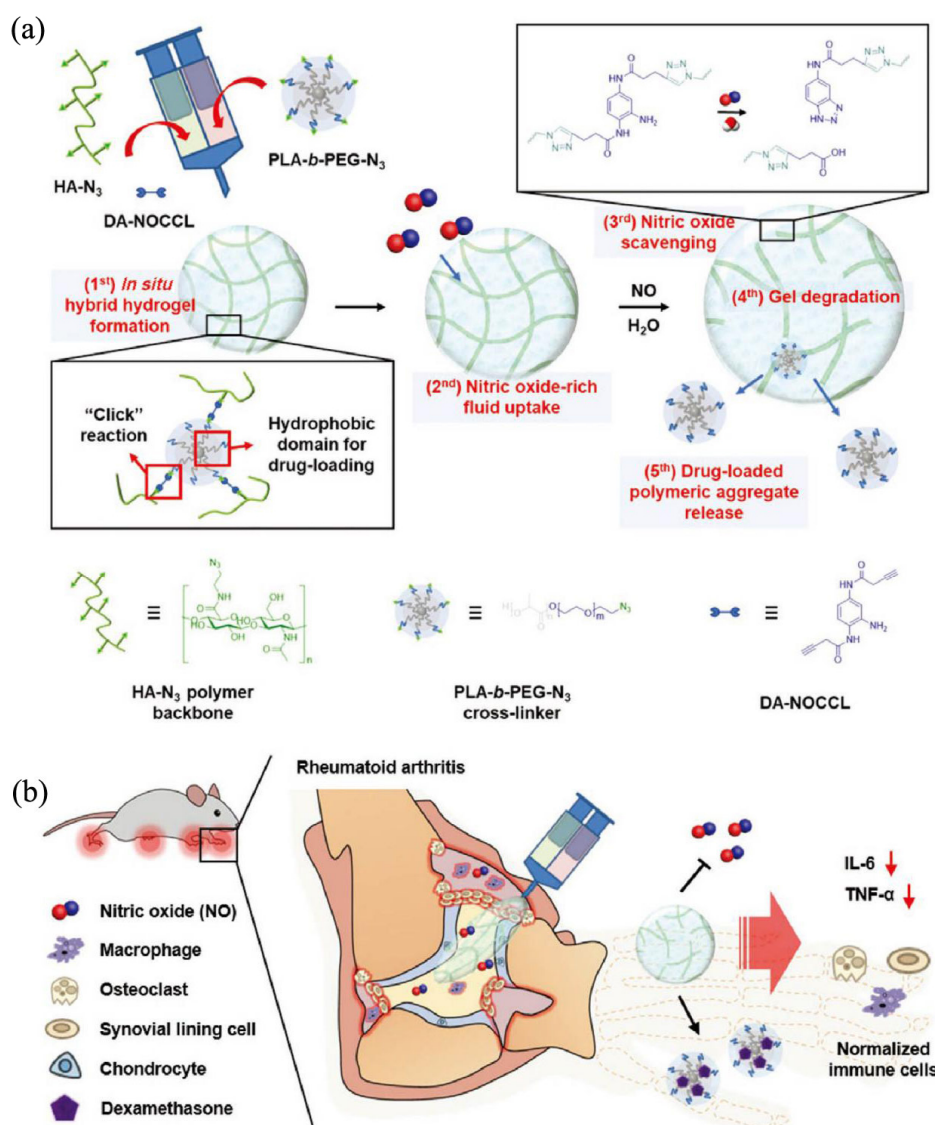 (a)
HA-N3
DA-NOCCL
PLA-b-PEG-N3
(1st) In situ
hybrid hydrogel
formation
"Click"
reaction
Hydrophobic
domain for
drug-loading
(2nd) Nitric oxide-rich
fluid uptake
NO
H2O
(3rd) Nitric oxide
scavenging
(4th) Gel degradation
(5th) Drug-loaded
polymeric aggregate
release
HA-N3 polymer
backbone
PLA-b-PEG-N3
cross-linker
DA-NOCCL
(b)
Rheumatoid arthritis
Nitric oxide (NO)
Macrophage
Osteoclast
Synovial lining cell
Chondrocyte
Dexamethasone
IL-6
TNF-α
Normalized
immune cells